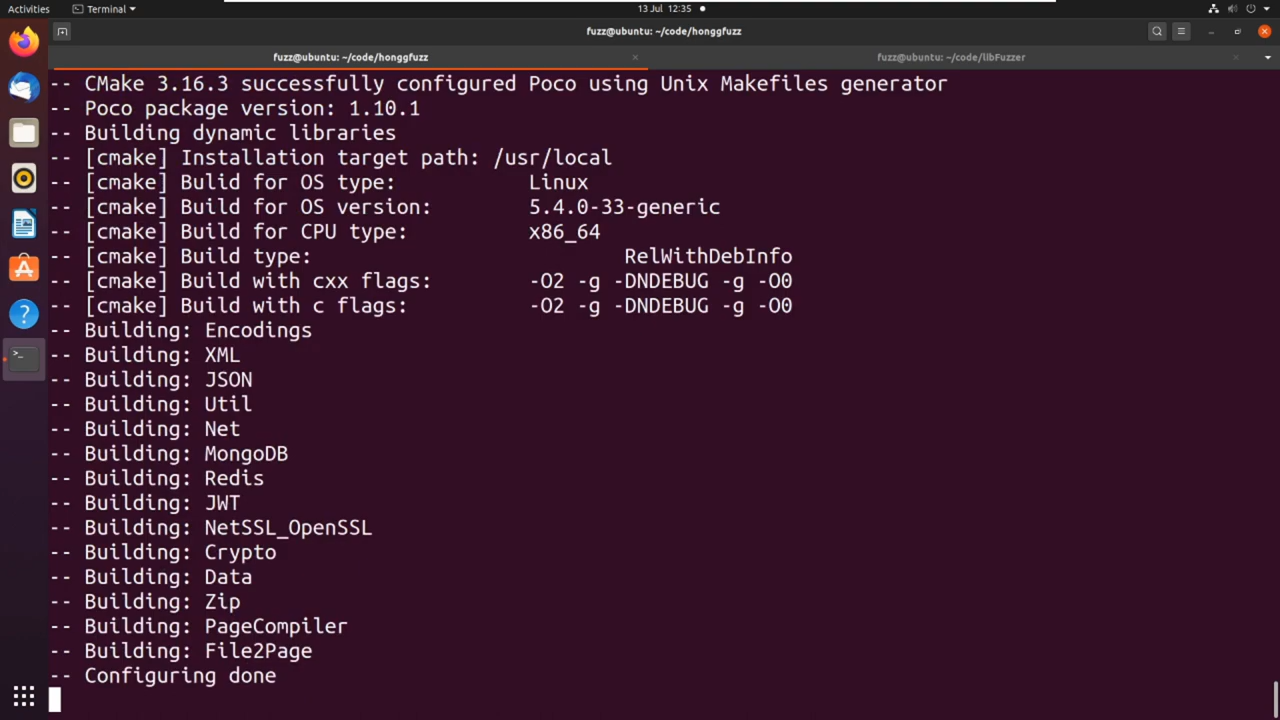 Activities
Terminal
13 Jul 12:35
fuzz@ubuntu: ~/code/honggfuzz
fuzz@ubuntu: ~/code/honggfuzz
fuzz@ubuntu: ~/code/libFuzzer
-- CMake 3.16.3 successfully configured Poco using Unix Makefiles generator
-- Poco package version: 1.10.1
-- Building dynamic libraries
-- [cmake] Installation target path: /usr/local
-- [cmake] Bulid for OS type: Linux
-- [cmake] Build for OS version: 5.4.0-33-generic
-- [cmake] Build for CPU type: x86_64
-- [cmake] Build type: RelWithDebInfo
-- [cmake] Build with cxx flags: -O2 -g -DNDEBUG -g -O0
-- [cmake] Build with c flags: -O2 -g -DNDEBUG -g -O0
-- Building: Encodings
-- Building: XML
-- Building: JSON
-- Building: Util
-- Building: Net
-- Building: MongoDB
-- Building: Redis
-- Building: JWT
-- Building: NetSSL_OpenSSL
-- Building: Crypto
-- Building: Data
-- Building: Zip
-- Building: PageCompiler
-- Building: File2Page
-- Configuring done